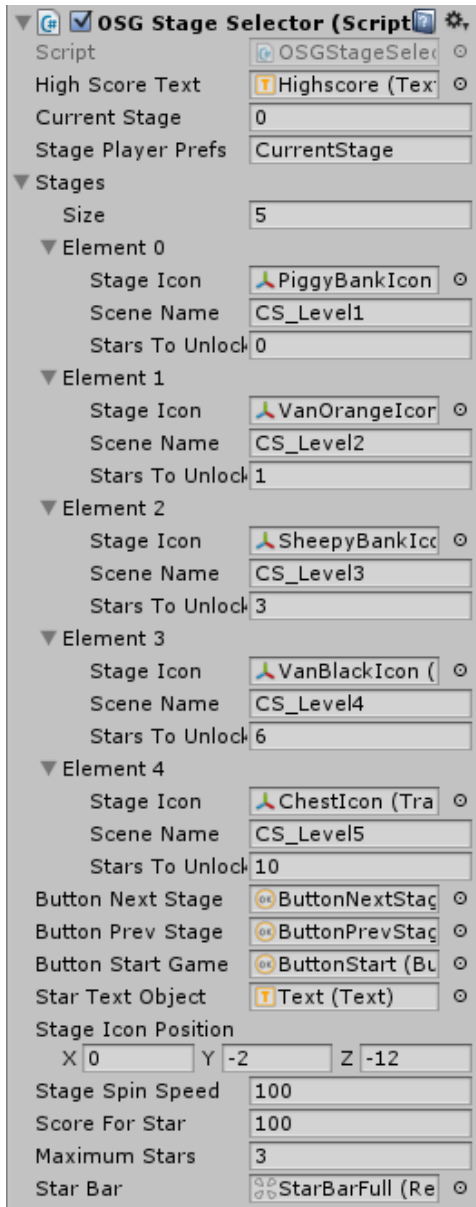 OSG Stage Selector (Script
Script OSGStageSelec
High Score Text Highscore (Text
Current Stage 0
Stage Player Prefs CurrentStage
Stages
Size 5
Element 0
Stage Icon PiggyBankIcon
Scene Name CS_Level1
Stars To Unlock 0
Element 1
Stage Icon VanOrangeIcon
Scene Name CS_Level2
Stars To Unlock 1
Element 2
Stage Icon SheepyBankIco
Scene Name CS_Level3
Stars To Unlock 3
Element 3
Stage Icon VanBlackIcon (
Scene Name CS_Level4
Stars To Unlock 6
Element 4
Stage Icon ChestIcon (Tra
Scene Name CS_Level5
Stars To Unlock 10
Button Next Stage ButtonNextStag
Button Prev Stage ButtonPrevStag
Button Start Game ButtonStart (Bu
Star Text Object Text (Text)
Stage Icon Position
X 0 Y -2 Z -12
Stage Spin Speed 100
Score For Star 100
Maximum Stars 3
Star Bar StarBarFull (Re